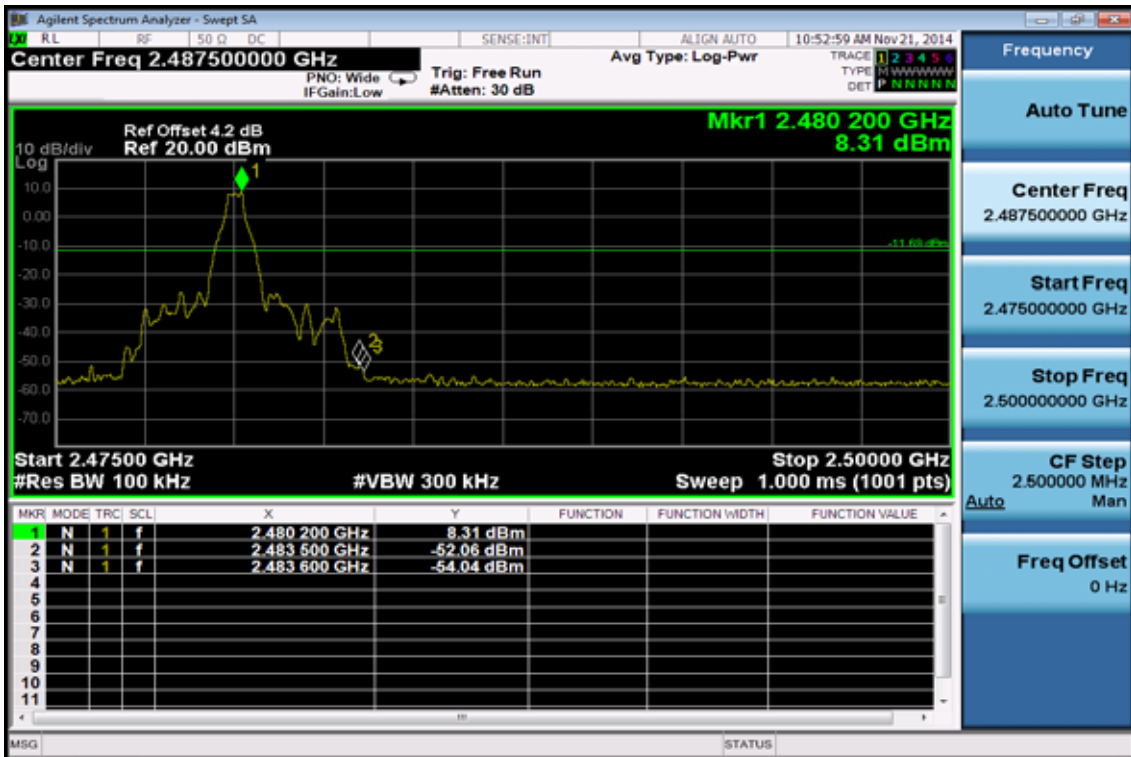 Agilent Spectrum Analyzer - Swept SA
LXI RL RF 50 Ω DC SENSE:INT ALIGN AUTO 10:52:59 AM Nov 21, 2014
Center Freq 2.487500000 GHz
PNO: Wide
IFGain:Low
Trig: Free Run
#Atten: 30 dB
Avg Type: Log-Pwr
TRACE 1 2 3 4 5 6
TYPE M WWWWW
DET P N N N N N
Frequency
Mkr1 2.480 200 GHz
8.31 dBm
Ref Offset 4.2 dB
10 dB/div Ref 20.00 dBm
Log
1
10.0
0.00
-10.0
-11.69 dBm
-20.0
-30.0
-40.0
2
3
-50.0
-60.0
-70.0
Start 2.47500 GHz Stop 2.50000 GHz
#Res BW 100 kHz #VBW 300 kHz Sweep 1.000 ms (1001 pts)
MKR MODE TRC SCL X Y FUNCTION FUNCTION WIDTH FUNCTION VALUE
1 N 1 f 2.480 200 GHz 8.31 dBm
2 N 1 f 2.483 500 GHz -52.06 dBm
3 N 1 f 2.483 600 GHz -54.04 dBm
4
5
6
7
8
9
10
11
MSG STATUS
Auto Tune
Center Freq
2.487500000 GHz
Start Freq
2.475000000 GHz
Stop Freq
2.500000000 GHz
CF Step
2.500000 MHz
Auto Man
Freq Offset
0 Hz